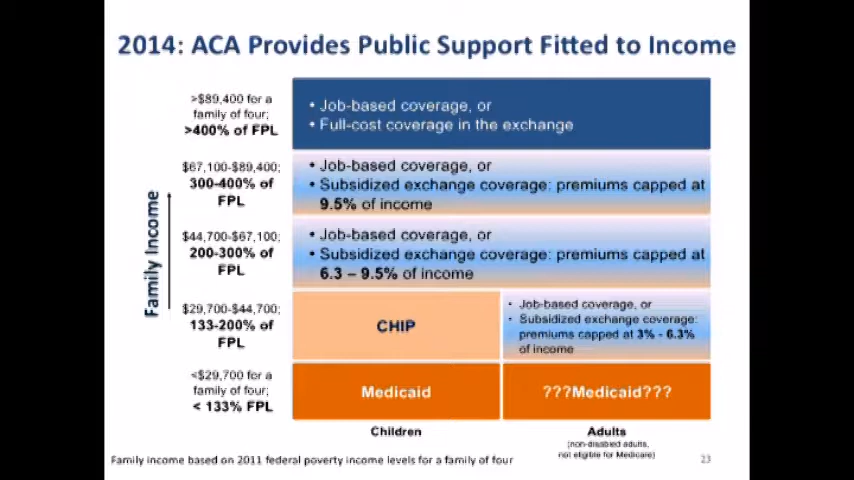 2014: ACA Provides Public Support Fitted to Income
>$89,400 for a
family of four;
>400% of FPL
• Job-based coverage, or
• Full-cost coverage in the exchange
$67,100-$89,400;
300-400% of
FPL
• Job-based coverage, or
• Subsidized exchange coverage: premiums capped at
9.5% of income
$44,700-$67,100;
200-300% of
FPL
• Job-based coverage, or
• Subsidized exchange coverage: premiums capped at
6.3 – 9.5% of income
Family Income
$29,700-$44,700;
133-200% of
FPL
CHIP
• Job-based coverage, or
• Subsidized exchange coverage:
premiums capped at 3% - 6.3%
of income
<$29,700 for a
family of four;
< 133% FPL
Medicaid
???Medicaid???
Children
Adults
(non-disabled adults,
not eligible for Medicare)
Family income based on 2011 federal poverty income levels for a family of four
23